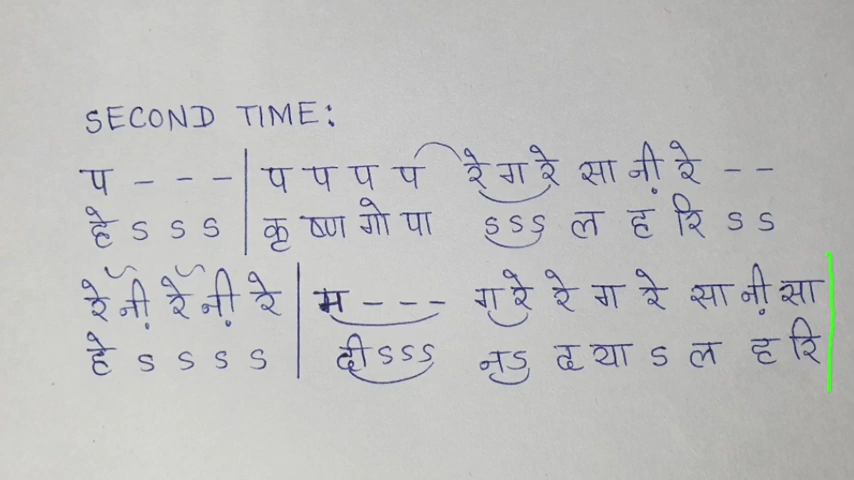 SECOND TIME:
प - - - | प प प प रे ग रे सा नी़ रे - -
हे ऽ ऽ ऽ | कृ ष्ण गो पा ऽऽऽ ल ह रि ऽ ऽ
रे नी़ रे नी़ रे | म - - - ग रे रे ग रे सा नी़ सा
हे ऽ ऽ ऽ ऽ | दी ऽऽऽ नऽ द या ऽ ल ह रि